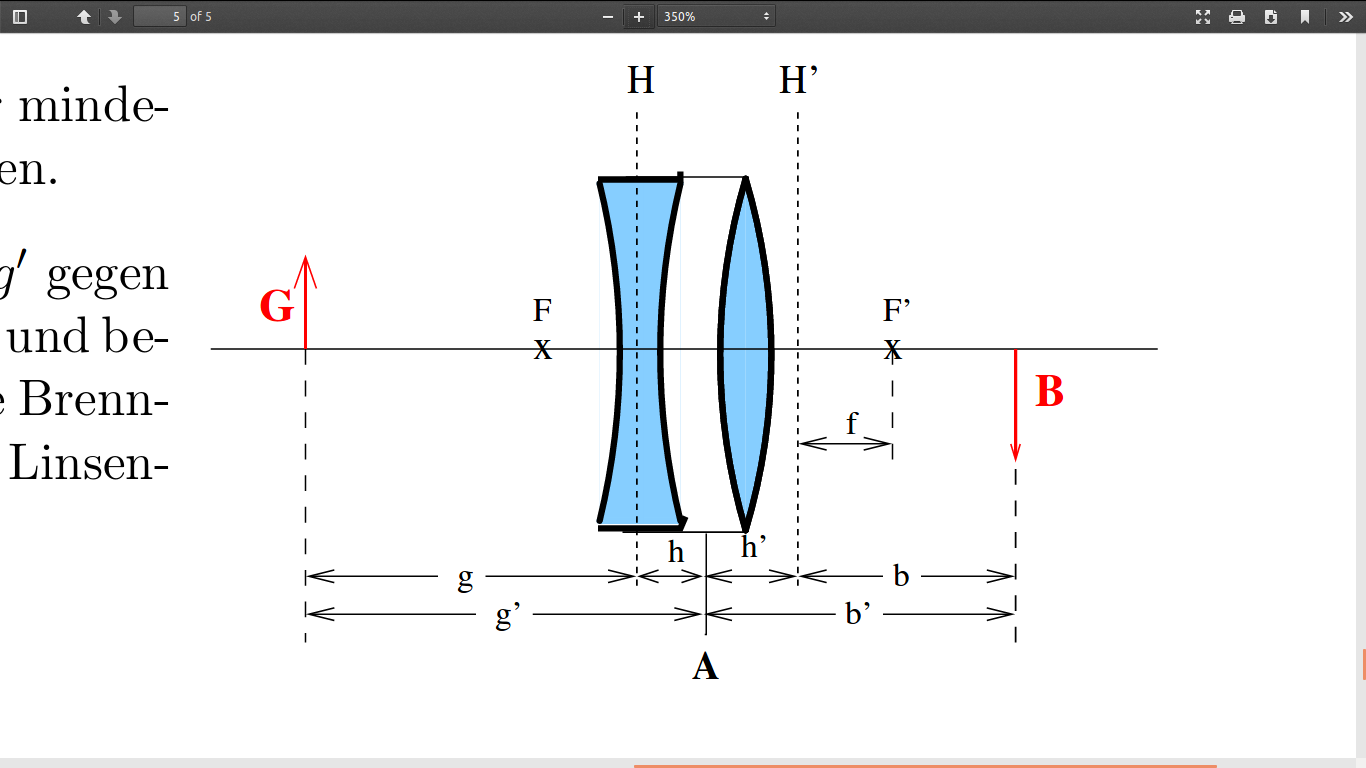 5 of 5
350%
H H’
r minde-
en.
g′ gegen
und be-
e Brenn-
Linsen-
G
F F’
x x
B
f
h h’
g b
g’ b’
A